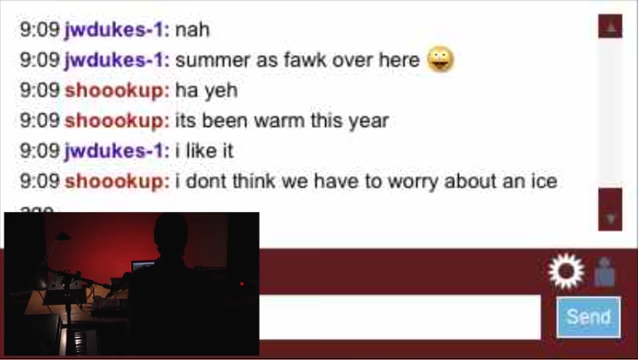 9:09 jwdukes-1: nah
9:09 jwdukes-1: summer as fawk over here
9:09 shoookup: ha yeh
9:09 shoookup: its been warm this year
9:09 jwdukes-1: i like it
9:09 shoookup: i dont think we have to worry about an ice
age
Send